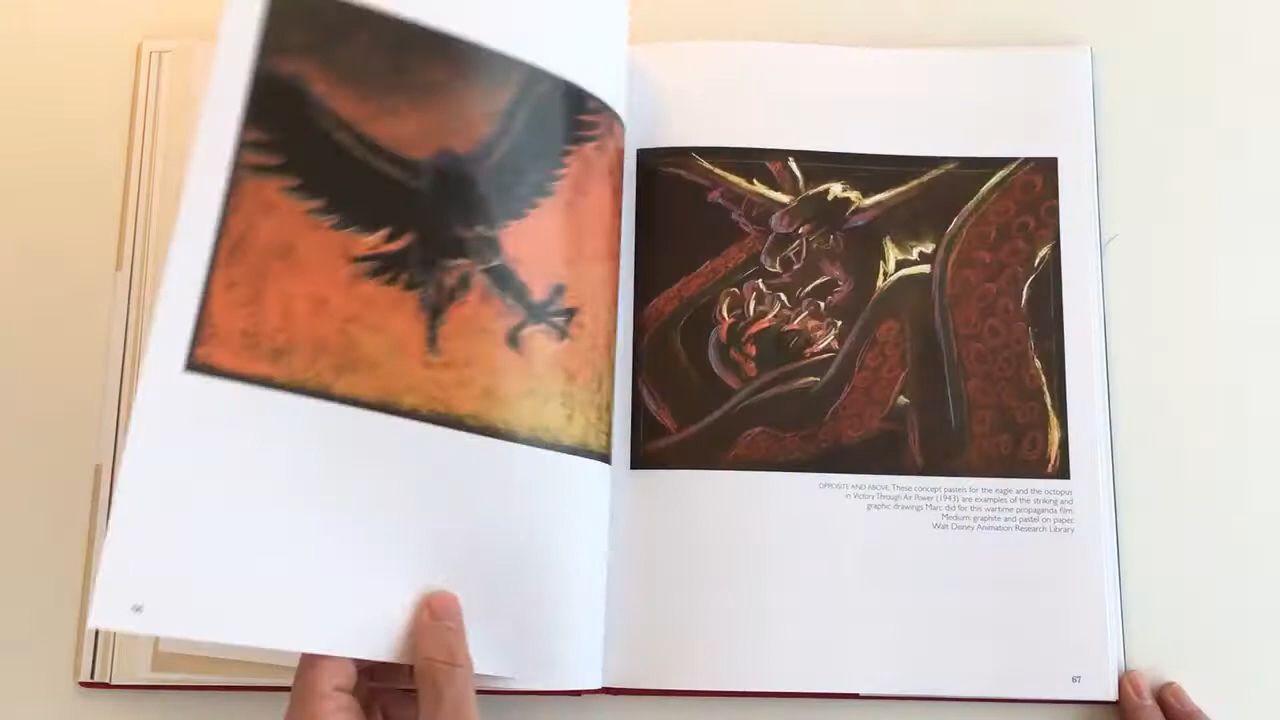 OPPOSITE AND ABOVE: These concept pastels for the eagle and the octopus
in Victory Through Air Power (1943) are examples of the striking and
graphic drawings Marc did for this wartime propaganda film.
Medium: graphite and pastel on paper.
Walt Disney Animation Research Library
66
67